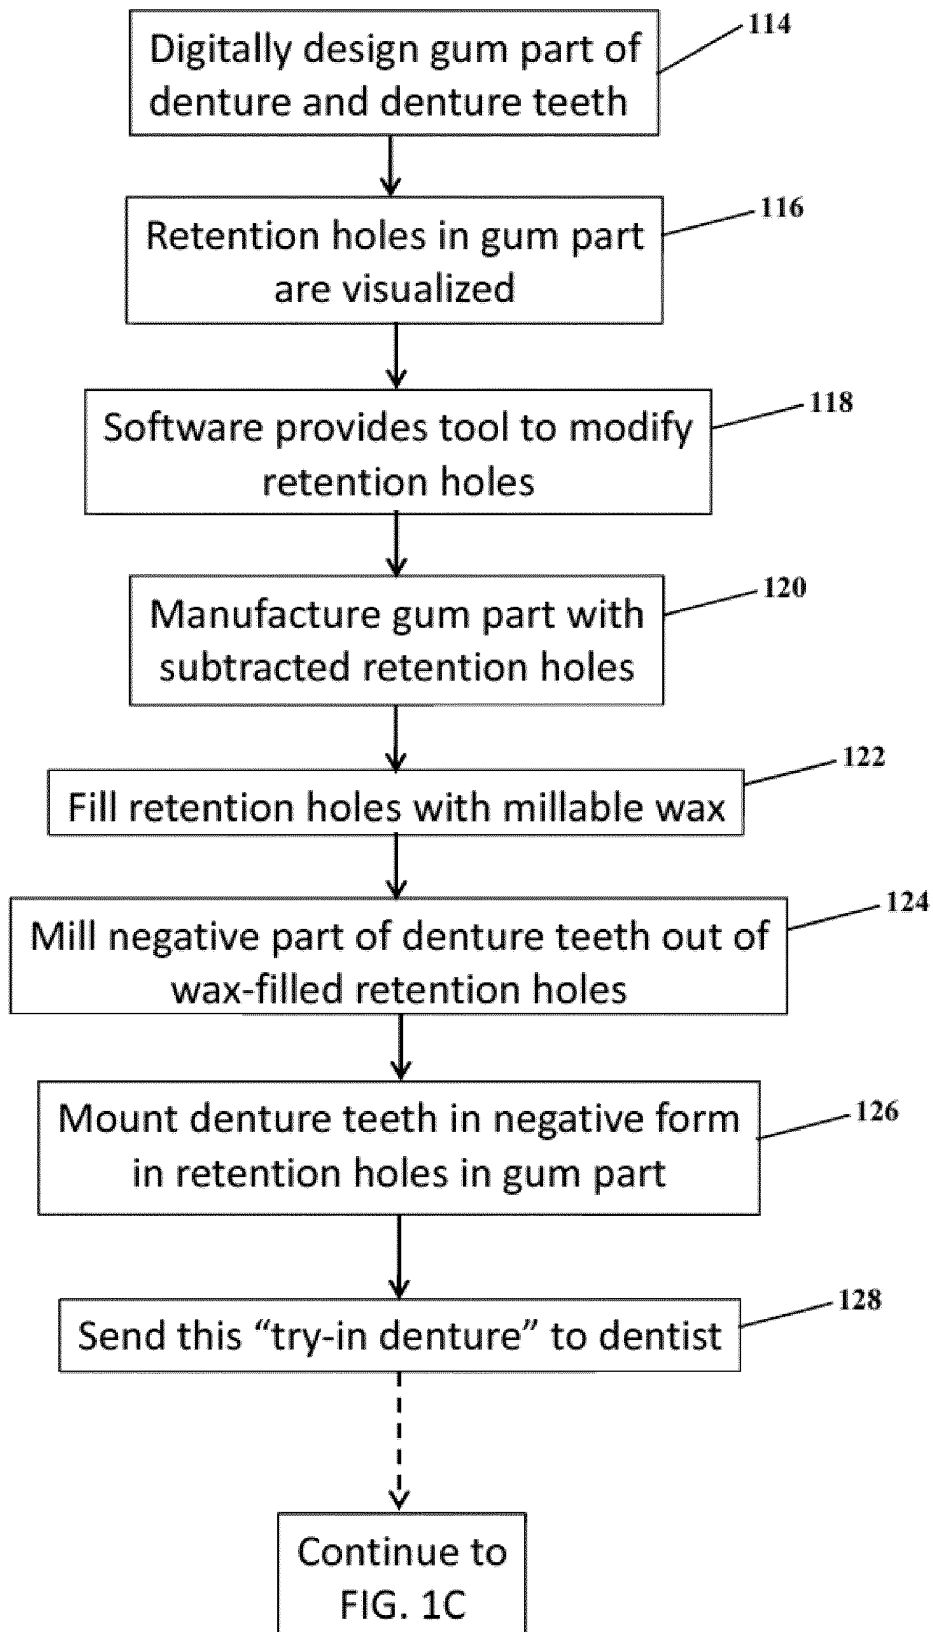 Digitally design gum part of
denture and denture teeth
114
Retention holes in gum part
are visualized
116
Software provides tool to modify
retention holes
118
Manufacture gum part with
subtracted retention holes
120
Fill retention holes with millable wax
122
Mill negative part of denture teeth out of
wax-filled retention holes
124
Mount denture teeth in negative form
in retention holes in gum part
126
Send this “try-in denture” to dentist
128
Continue to
FIG. 1C